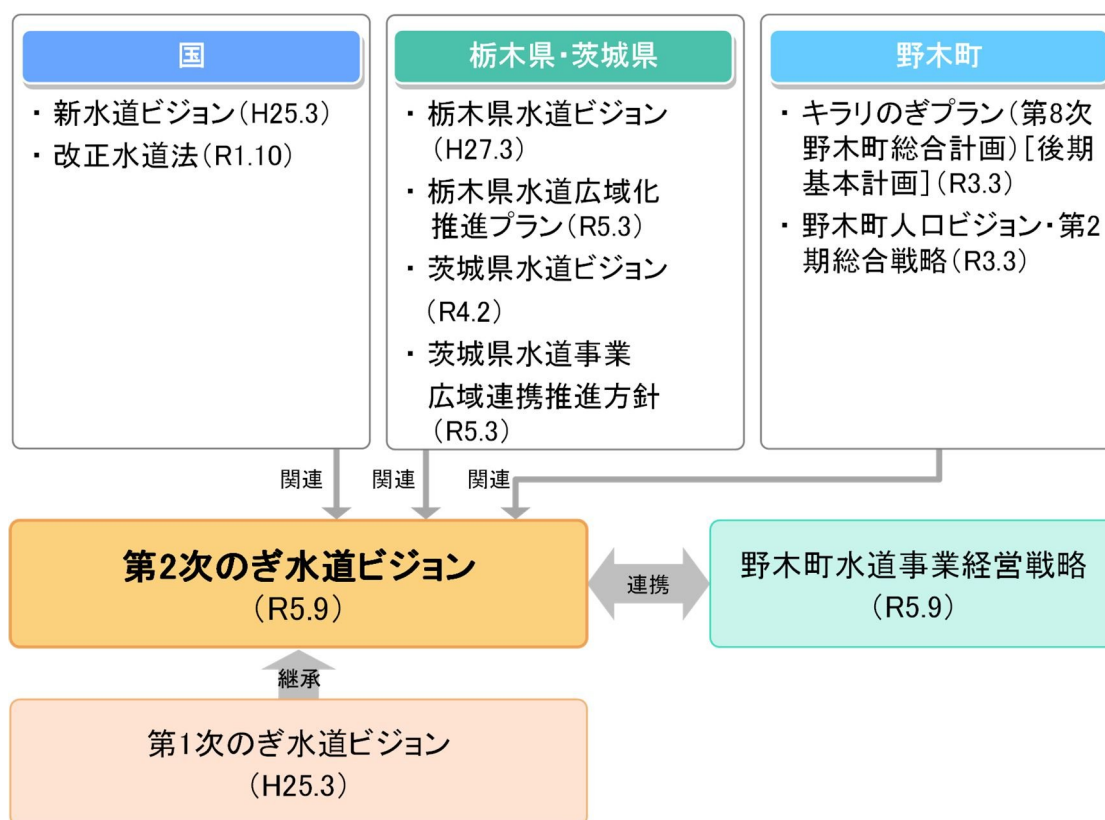 国
・新水道ビジョン(H25.3)
・改正水道法(R1.10)
栃木県・茨城県
・栃木県水道ビジョン
(H27.3)
・栃木県水道広域化
推進プラン(R5.3)
・茨城県水道ビジョン
(R4.2)
・茨城県水道事業
広域連携推進方針
(R5.3)
野木町
・キラリのぎプラン(第8次
野木町総合計画)[後期
基本計画](R3.3)
・野木町人口ビジョン・第2
期総合戦略(R3.3)
関連
関連
関連
第2次のぎ水道ビジョン
(R5.9)
連携
野木町水道事業経営戦略
(R5.9)
継承
第1次のぎ水道ビジョン
(H25.3)